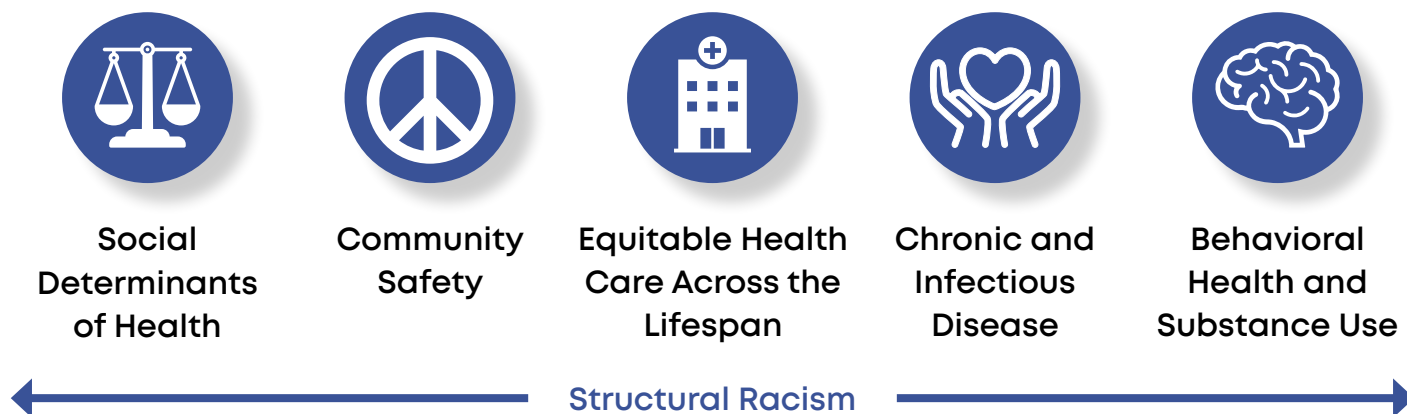 Social
Determinants
of Health
Community
Safety
Equitable Health
Care Across the
Lifespan
Chronic and
Infectious
Disease
Behavioral
Health and
Substance Use
Structural Racism